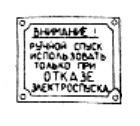 ВНИМАНИЕ!
РУЧНОЙ СПУСК
ИСПОЛЬЗОВАТЬ
ТОЛЬКО ПРИ
ОТКАЗЕ
ЭЛЕКТРОСПУСКА